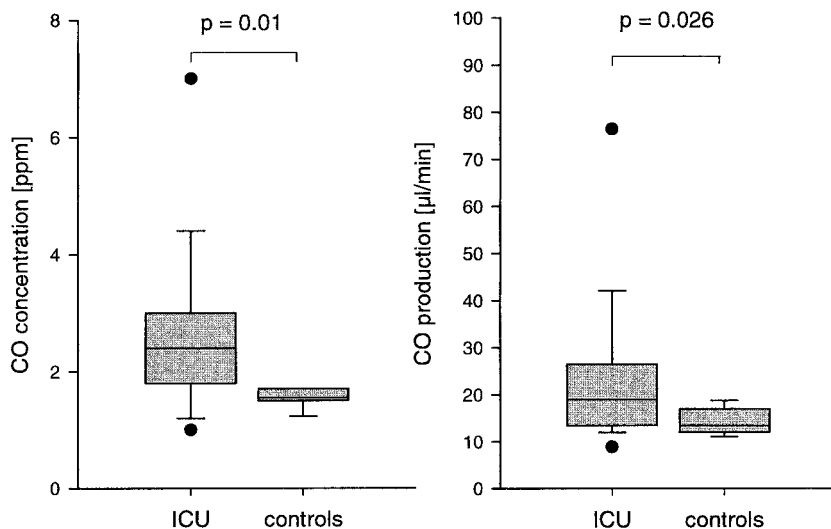 p = 0.01
8
6
4
2
0
CO concentration [ppm]
ICU controls
p = 0.026
100
90
80
70
60
50
40
30
20
10
0
CO production [µl/min]
ICU controls